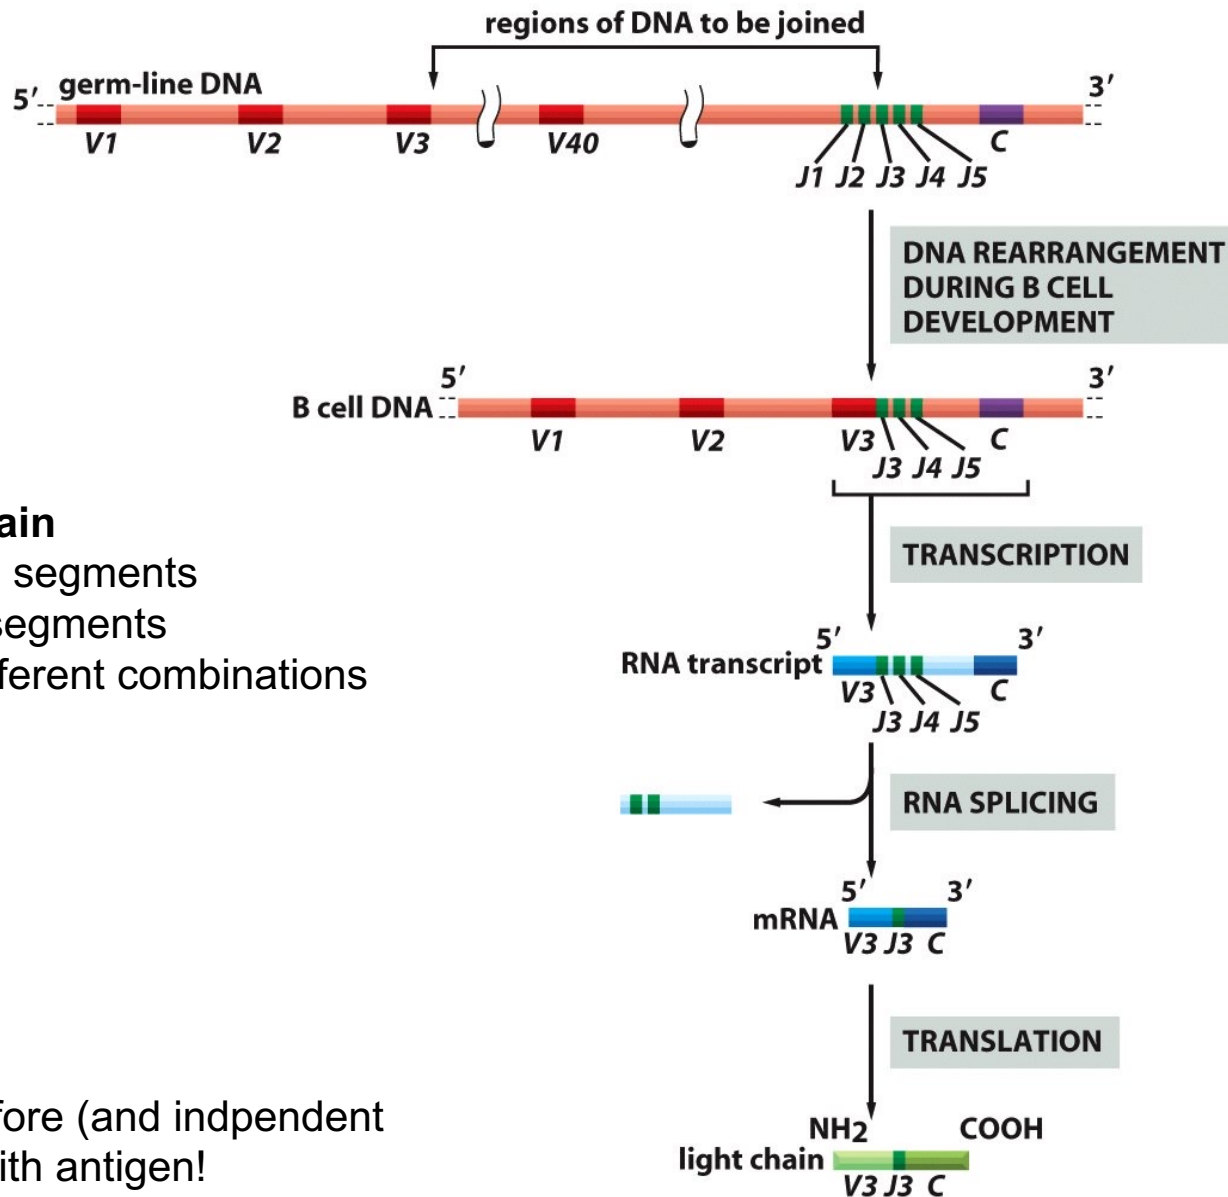 regions of DNA to be joined
germ-line DNA
5′ 3′
V1 V2 V3 V40 C
J1 J2 J3 J4 J5
DNA REARRANGEMENT
DURING B CELL
DEVELOPMENT
5′ 3′
B cell DNA
V1 V2 V3 C
J3 J4 J5
ain
segments
segments
fferent combinations
TRANSCRIPTION
5′ 3′
RNA transcript
V3 C
J3 J4 J5
RNA SPLICING
5′ 3′
mRNA
V3 J3 C
TRANSLATION
fore (and indpendent
ith antigen!
NH2 COOH
light chain
V3 J3 C